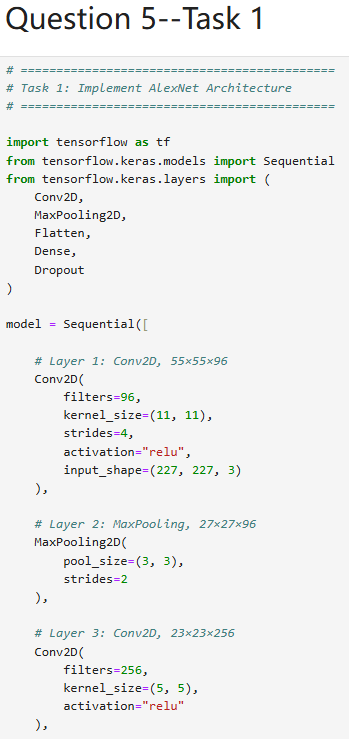 Question 5--Task 1
# ==============================================
# Task 1: Implement AlexNet Architecture
# ==============================================
import tensorflow as tf
from tensorflow.keras.models import Sequential
from tensorflow.keras.layers import (
    Conv2D,
    MaxPooling2D,
    Flatten,
    Dense,
    Dropout
)
model = Sequential([
    # Layer 1: Conv2D, 55×55×96
    Conv2D(
        filters=96,
        kernel_size=(11, 11),
        strides=4,
        activation="relu",
        input_shape=(227, 227, 3)
    ),
    # Layer 2: MaxPooling, 27×27×96
    MaxPooling2D(
        pool_size=(3, 3),
        strides=2
    ),
    # Layer 3: Conv2D, 23×23×256
    Conv2D(
        filters=256,
        kernel_size=(5, 5),
        activation="relu"
    ),